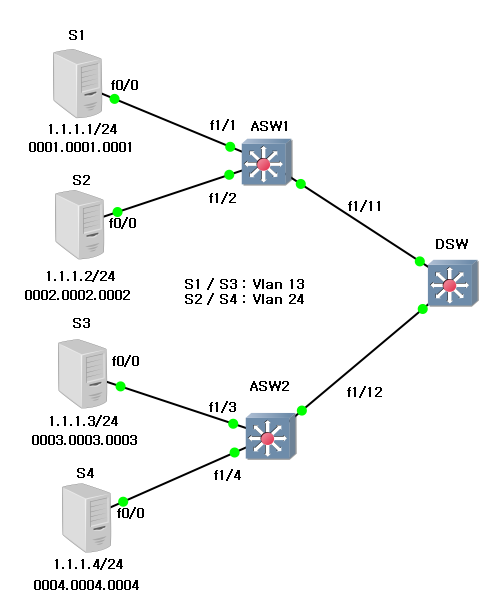 S1
f0/0
1.1.1.1/24
0001.0001.0001
f1/1
ASW1
S2
f0/0
f1/2
1.1.1.2/24
0002.0002.0002
f1/11
DSW
S1 / S3 : Vlan 13
S2 / S4 : Vlan 24
S3
f0/0
1.1.1.3/24
0003.0003.0003
f1/3
ASW2
f1/12
S4
f1/4
f0/0
1.1.1.4/24
0004.0004.0004